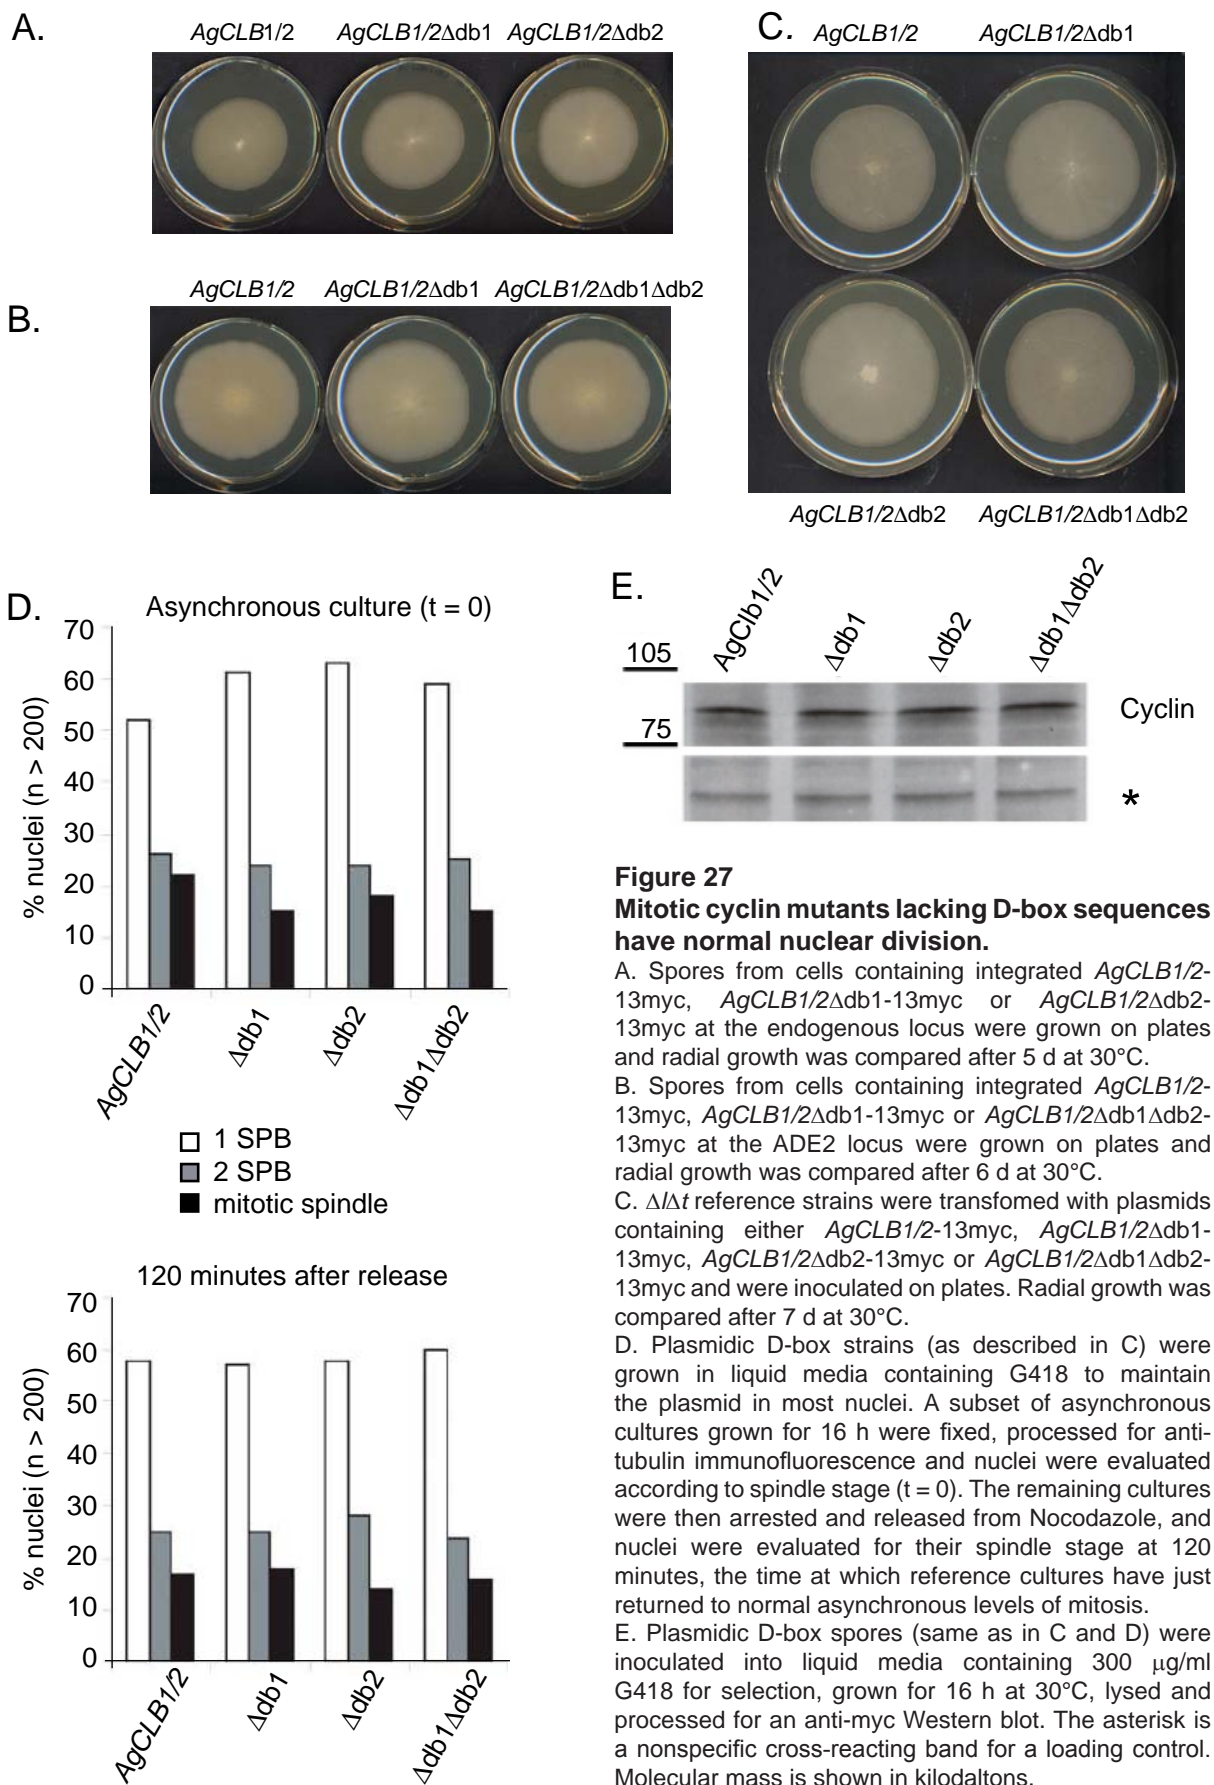 A.
AgCLB1/2 AgCLB1/2Δdb1 AgCLB1/2Δdb2
B.
AgCLB1/2 AgCLB1/2Δdb1 AgCLB1/2Δdb1Δdb2
C.
AgCLB1/2 AgCLB1/2Δdb1
AgCLB1/2Δdb2 AgCLB1/2Δdb1Δdb2
D.
Asynchronous culture (t = 0)
% nuclei (n > 200)
70
60
50
40
30
20
10
0
AgCLB1/2 Δdb1 Δdb2 Δdb1Δdb2
1 SPB
2 SPB
mitotic spindle
120 minutes after release
% nuclei (n > 200)
70
60
50
40
30
20
10
0
AgCLB1/2 Δdb1 Δdb2 Δdb1Δdb2
E.
AgClb1/2 Δdb1 Δdb2 Δdb1Δdb2
105
75
Cyclin
*
Figure 27
Mitotic cyclin mutants lacking D-box sequences
have normal nuclear division.
A. Spores from cells containing integrated AgCLB1/2-
13myc, AgCLB1/2Δdb1-13myc or AgCLB1/2Δdb2-
13myc at the endogenous locus were grown on plates
and radial growth was compared after 5 d at 30°C.
B. Spores from cells containing integrated AgCLB1/2-
13myc, AgCLB1/2Δdb1-13myc or AgCLB1/2Δdb1Δdb2-
13myc at the ADE2 locus were grown on plates and
radial growth was compared after 6 d at 30°C.
C. ΔlΔt reference strains were transfomed with plasmids
containing either AgCLB1/2-13myc, AgCLB1/2Δdb1-
13myc, AgCLB1/2Δdb2-13myc or AgCLB1/2Δdb1Δdb2-
13myc and were inoculated on plates. Radial growth was
compared after 7 d at 30°C.
D. Plasmidic D-box strains (as described in C) were
grown in liquid media containing G418 to maintain
the plasmid in most nuclei. A subset of asynchronous
cultures grown for 16 h were fixed, processed for anti-
tubulin immunofluorescence and nuclei were evaluated
according to spindle stage (t = 0). The remaining cultures
were then arrested and released from Nocodazole, and
nuclei were evaluated for their spindle stage at 120
minutes, the time at which reference cultures have just
returned to normal asynchronous levels of mitosis.
E. Plasmidic D-box spores (same as in C and D) were
inoculated into liquid media containing 300 μg/ml
G418 for selection, grown for 16 h at 30°C, lysed and
processed for an anti-myc Western blot. The asterisk is
a nonspecific cross-reacting band for a loading control.
Molecular mass is shown in kilodaltons.